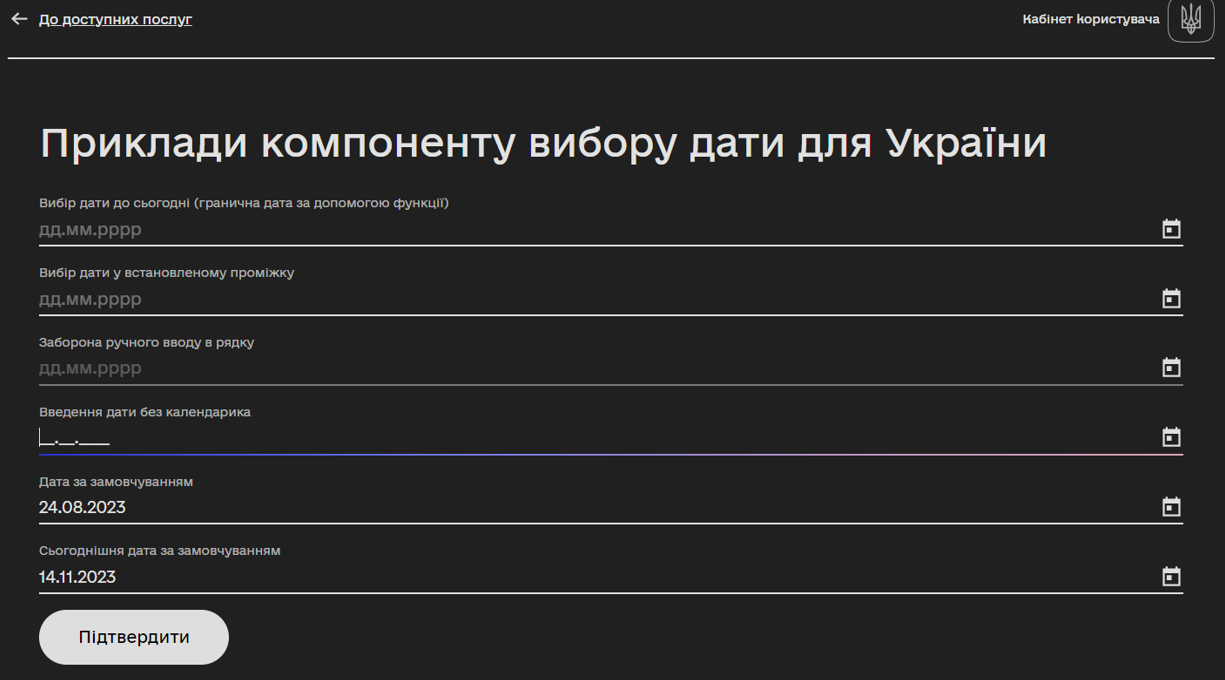 До доступних послуг
Кабінет користувача
Приклади компоненту вибору дати для України
Вибір дати до сьогодні (гранична дата за допомогою функції)
дд.мм.рррр
Вибір дати у встановленому проміжку
дд.мм.рррр
Заборона ручного вводу в рядку
дд.мм.рррр
Введення дати без календарика
__.__.____
Дата за замовчуванням
24.08.2023
Сьогоднішня дата за замовчуванням
14.11.2023
Підтвердити